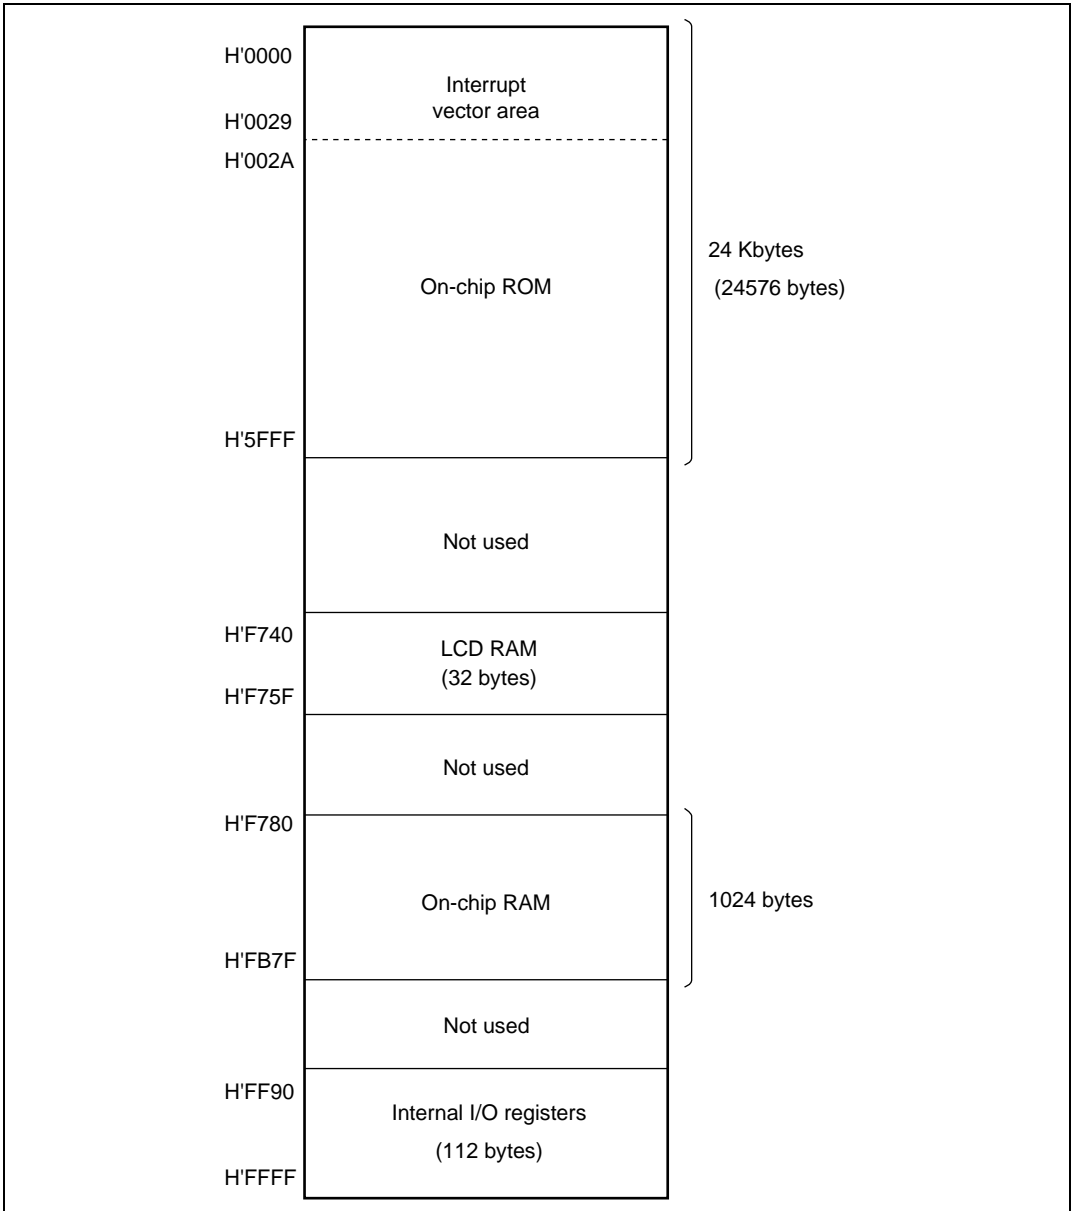 H'0000
Interrupt
vector area
H'0029
H'002A
24 Kbytes
On-chip ROM
(24576 bytes)
H'5FFF
Not used
H'F740
LCD RAM
(32 bytes)
H'F75F
Not used
H'F780
On-chip RAM
1024 bytes
H'FB7F
Not used
H'FF90
Internal I/O registers
(112 bytes)
H'FFFF